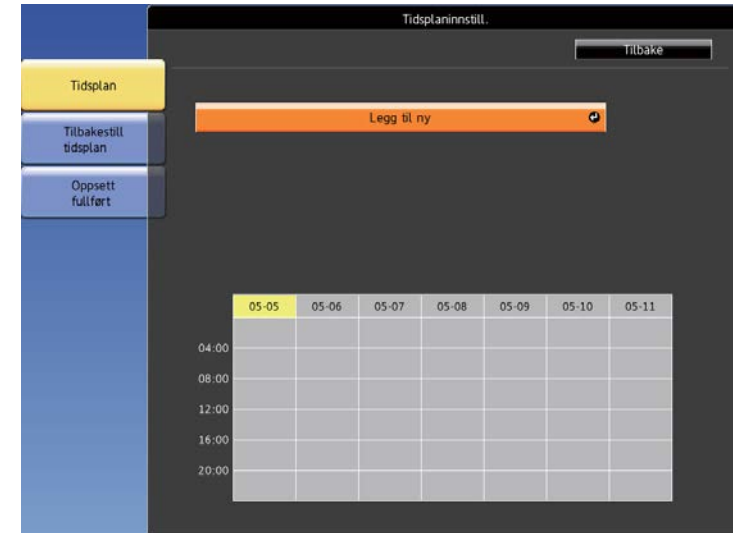 Tidsplaninnstill.
Tilbake
Tidsplan
Tilbakestill
tidsplan
Oppsett
fullført
Legg til ny
05-05 05-06 05-07 05-08 05-09 05-10 05-11
04:00
08:00
12:00
16:00
20:00